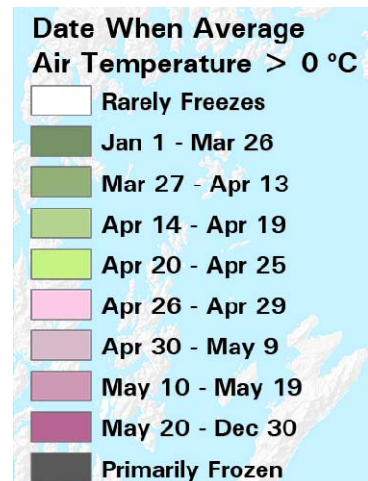 Date When Average
Air Temperature > 0 ºC
Rarely Freezes
Jan 1 - Mar 26
Mar 27 - Apr 13
Apr 14 - Apr 19
Apr 20 - Apr 25
Apr 26 - Apr 29
Apr 30 - May 9
May 10 - May 19
May 20 - Dec 30
Primarily Frozen